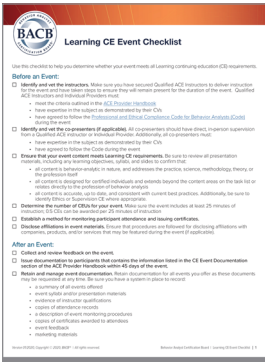 BEHAVIOR ANALYST
BACB
CERTIFICATION BOARD
Learning CE Event Checklist
Use this checklist to help you determine whether your event meets all Learning continuing education (CE) requirements.
Before an Event:
Identify and vet the instructors. Make sure you have secured Qualified ACE Instructors to deliver instruction
for the event and have taken steps to ensure they will remain present for the duration of the event. Qualified
ACE Instructors and Individual Providers must:
• meet the criteria outlined in the ACE Provider Handbook
• have expertise in the subject as demonstrated by their CVs
• have agreed to follow the Professional and Ethical Compliance Code for Behavior Analysts (Code)
during the event
Identify and vet the co-presenters (if applicable). All co-presenters should have direct, in-person supervision
from a Qualified ACE Instructor or Individual Provider. Additionally, all co-presenters must:
• have expertise in the subject as demonstrated by their CVs
• have agreed to follow the Code during the event
Ensure that your event content meets Learning CE requirements. Be sure to review all presentation
materials, including any learning objectives, syllabi, and slides to confirm that:
• all content is behavior-analytic in nature, and addresses the practice, science, methodology, theory, or
the profession itself
• all content is designed for certified individuals and extends beyond the content areas on the task list or
relates directly to the profession of behavior analysis
• all content is accurate, up to date, and consistent with current best practices. Additionally, be sure to
identify Ethics or Supervision CE where appropriate.
Determine the number of CEUs for your event. Make sure the event includes at least 25 minutes of
instruction; 0.5 CEs can be awarded per 25 minutes of instruction
Establish a method for monitoring participant attendance and issuing certificates.
Disclose affiliations in event materials. Ensure that procedures are followed for disclosing affiliations with
companies, products, and/or services that may be featured during the event (if applicable).
After an Event:
Collect and review feedback on the event.
Issue documentation to participants that contains the information listed in the CE Event Documentation
section of the ACE Provider Handbook within 45 days of the event.
Retain and manage event documentation. Retain documentation for all events you offer as these documents
may be requested at any time. Be sure you have a system in place to record:
• a summary of all events offered
• event syllabi and/or presentation materials
• evidence of instructor qualifications
• copies of attendance records
• a description of event monitoring procedures
• copies of certificates awarded to attendees
• event feedback
• marketing materials